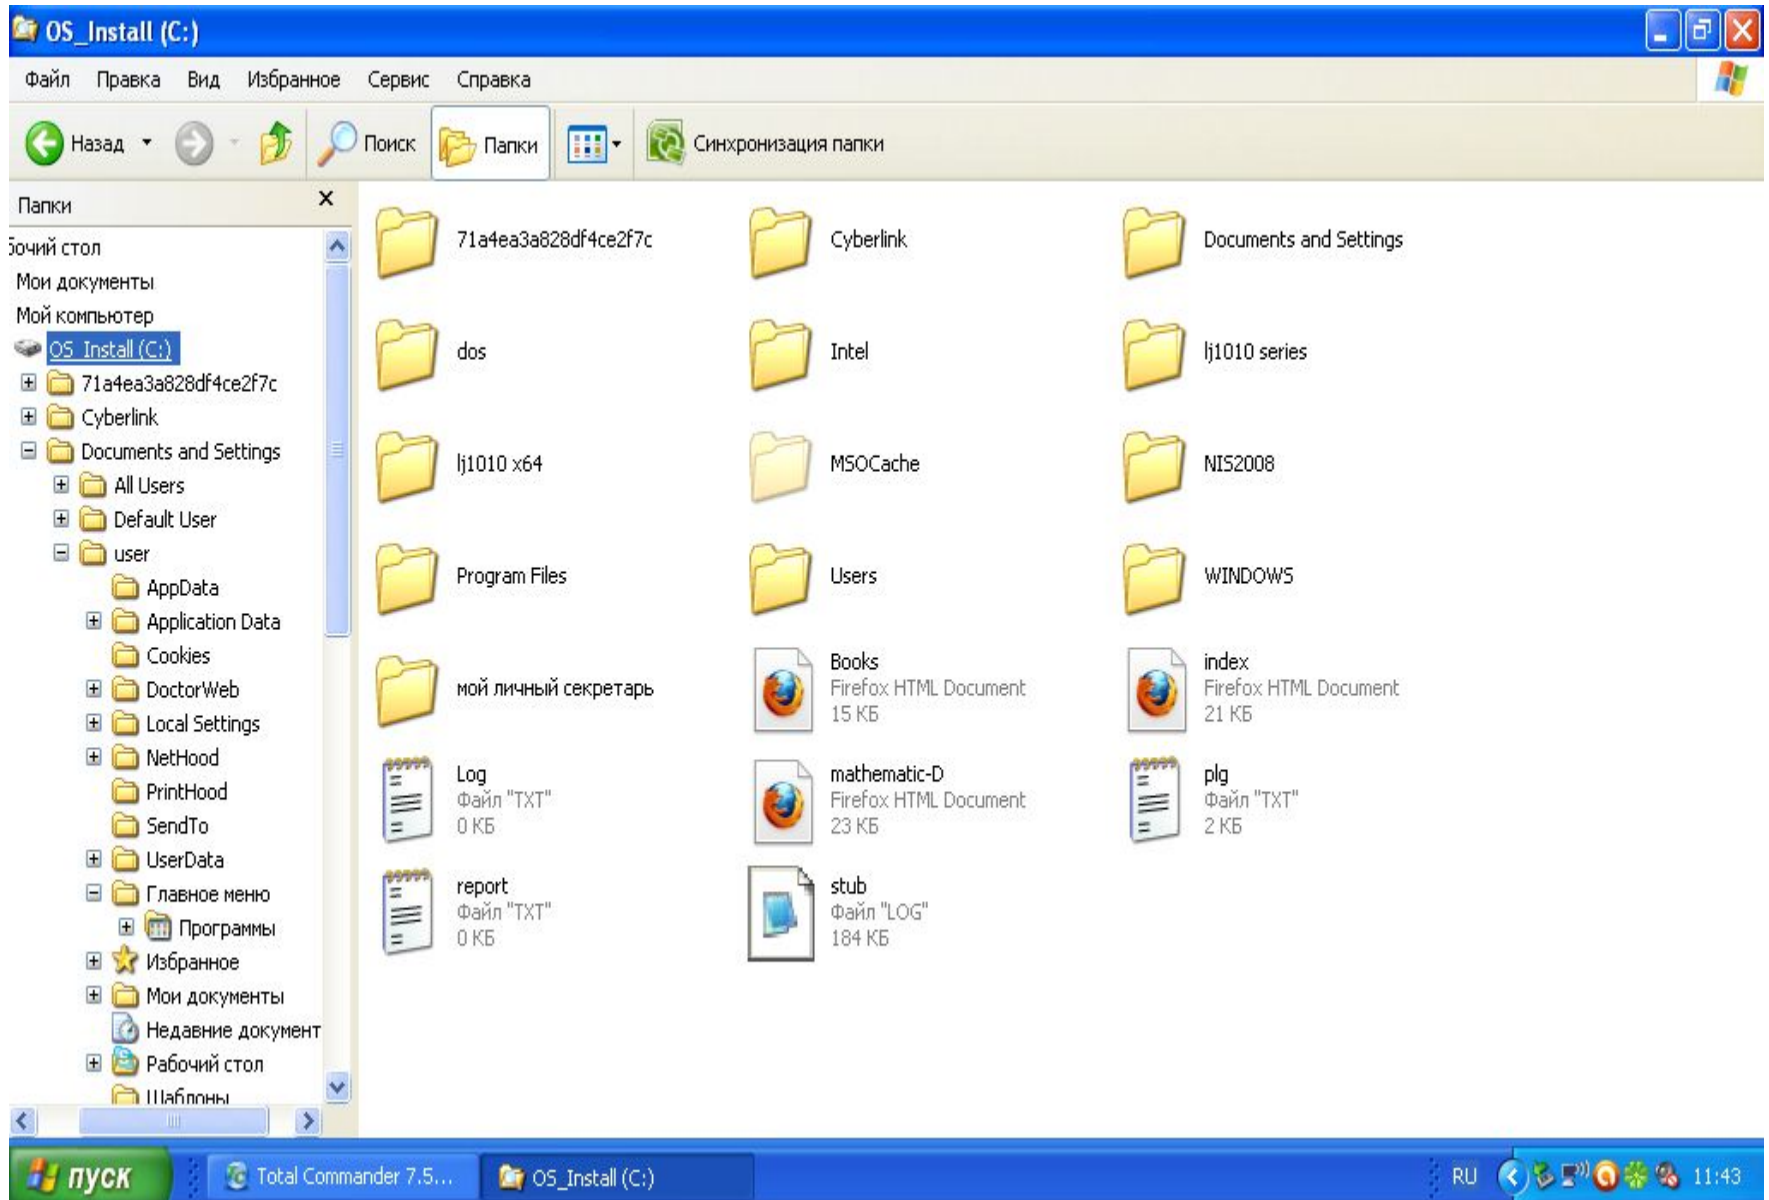 OS_Install (C:)
Файл Правка Вид Избранное Сервис Справка
Назад Поиск Папки Синхронизация папки
Папки
бочий стол
Мои документы
Мой компьютер
OS_Install (C:)
71a4ea3a828df4ce2f7c
Cyberlink
Documents and Settings
All Users
Default User
user
AppData
Application Data
Cookies
DoctorWeb
Local Settings
NetHood
PrintHood
SendTo
UserData
Главное меню
Программы
Избранное
Мои документы
Недавние документ
Рабочий стол
Шаблоны
71a4ea3a828df4ce2f7c
Cyberlink
Documents and Settings
dos
Intel
lj1010 series
lj1010 x64
MSOCache
NIS2008
Program Files
Users
WINDOWS
мой личный секретарь
Books
Firefox HTML Document
15 КБ
index
Firefox HTML Document
21 КБ
Log
Файл "TXT"
0 КБ
mathematic-D
Firefox HTML Document
23 КБ
plg
Файл "TXT"
2 КБ
report
Файл "TXT"
0 КБ
stub
Файл "LOG"
184 КБ
пуск Total Commander 7.5... OS_Install (C:) RU 11:43